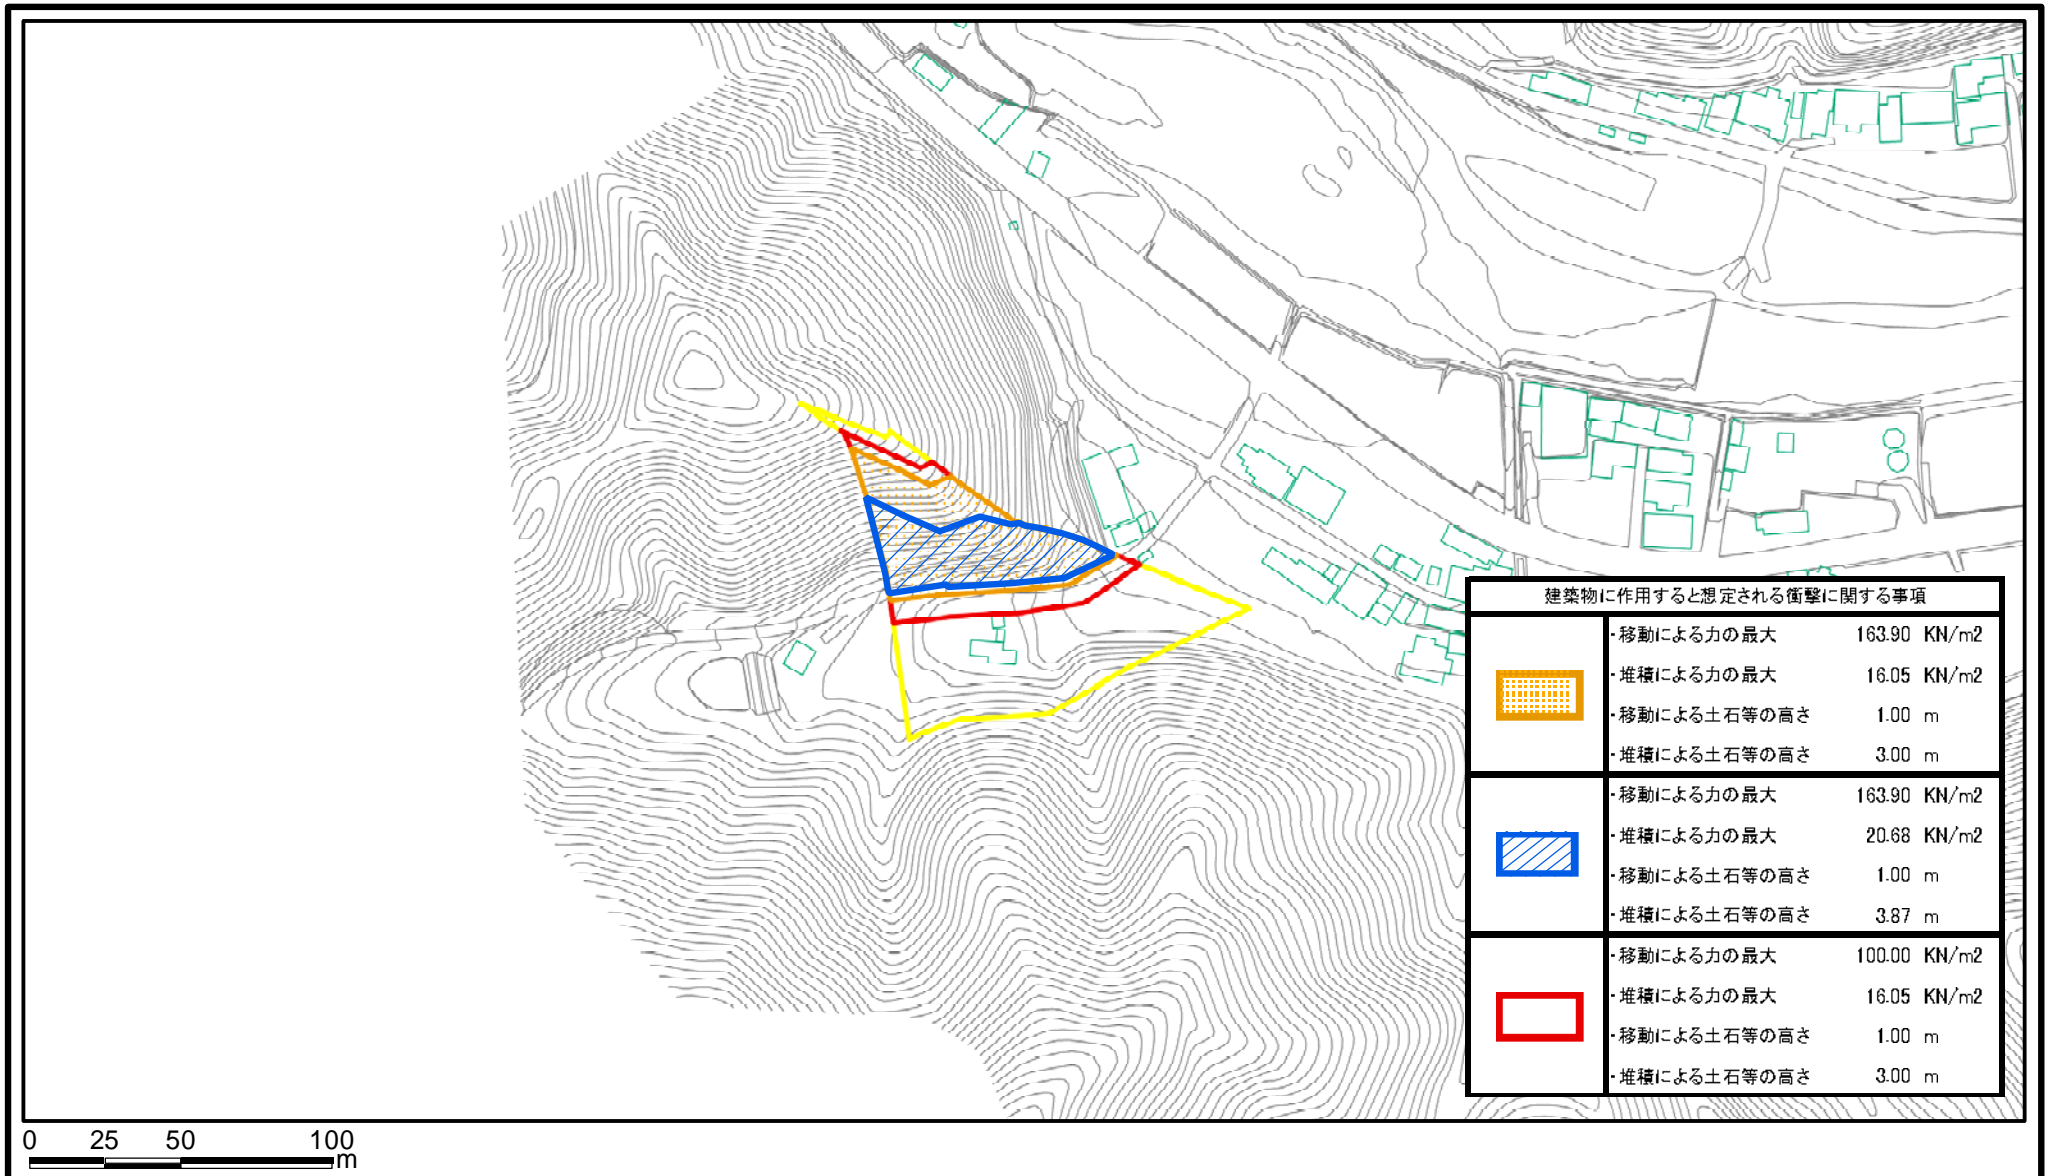 建築物に作用すると想定される衝撃に関する事項
・移動による力の最大 163.90 KN/m2
・堆積による力の最大 16.05 KN/m2
・移動による土石等の高さ 1.00 m
・堆積による土石等の高さ 3.00 m
・移動による力の最大 163.90 KN/m2
・堆積による力の最大 20.68 KN/m2
・移動による土石等の高さ 1.00 m
・堆積による土石等の高さ 3.87 m
・移動による力の最大 100.00 KN/m2
・堆積による力の最大 16.05 KN/m2
・移動による土石等の高さ 1.00 m
・堆積による土石等の高さ 3.00 m
0 25 50 100
m